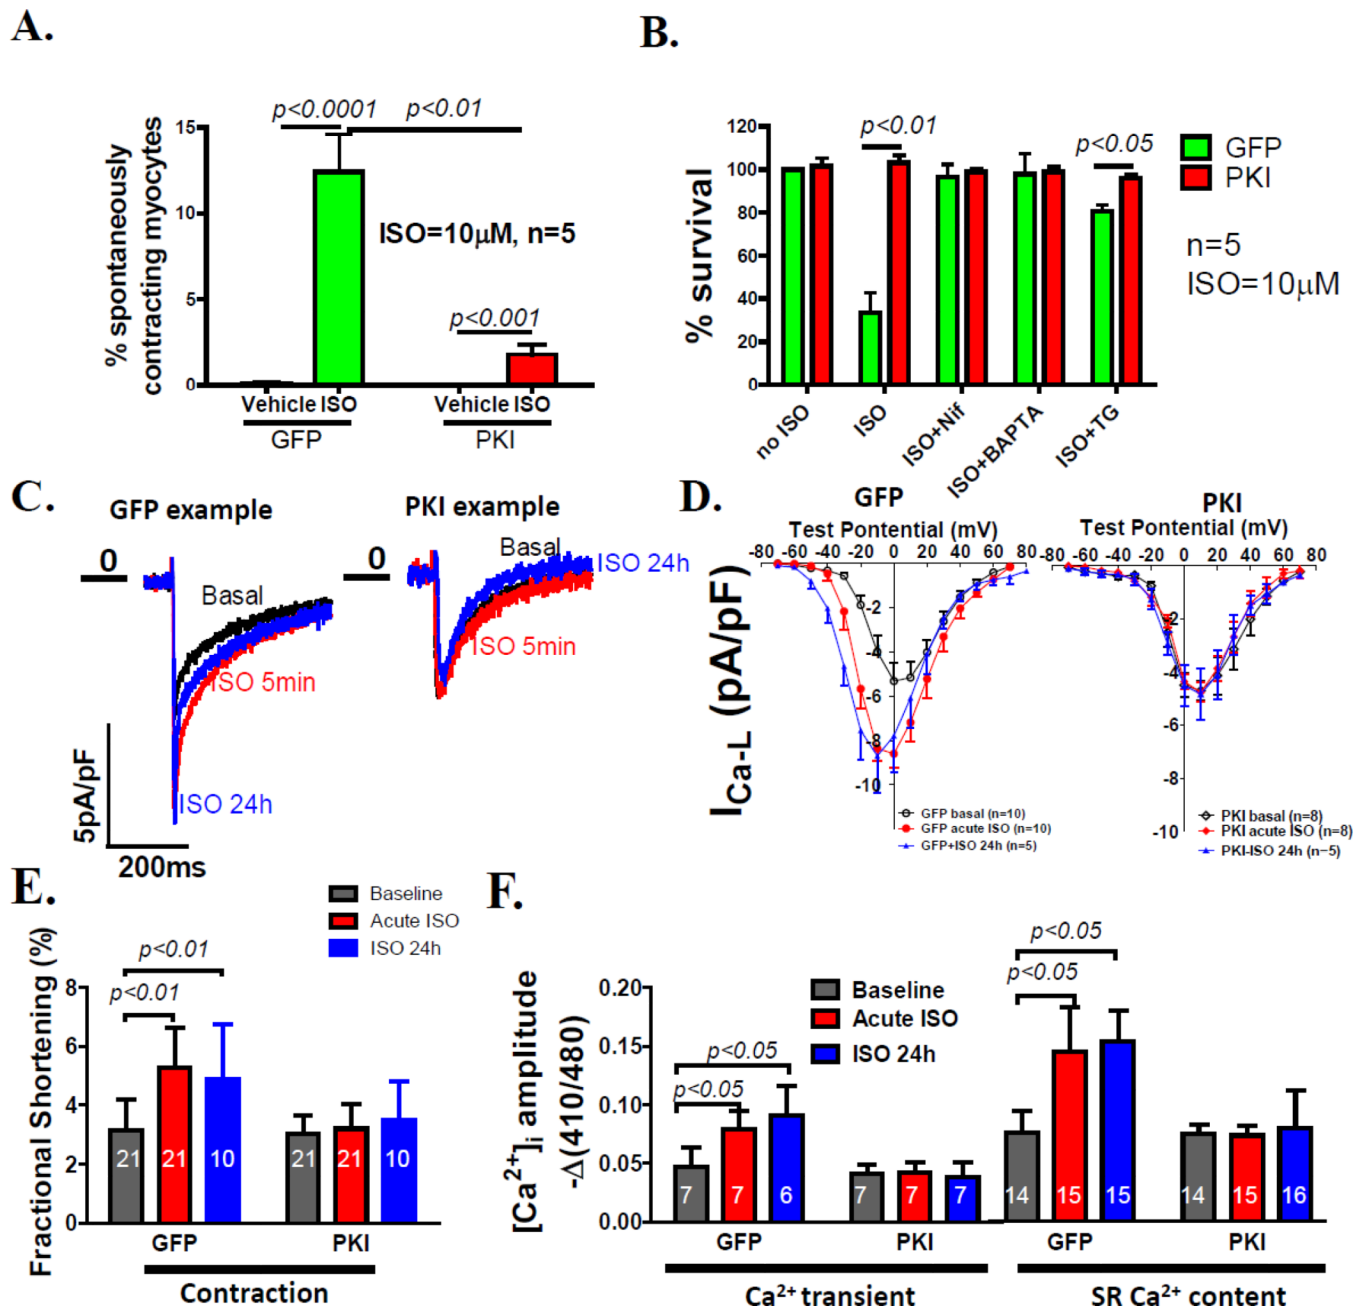 A.
p<0.0001
p<0.01
15
10
5
0
% spontaneously
contracting myocytes
ISO=10μM, n=5
p<0.001
Vehicle ISO
Vehicle ISO
GFP
PKI
B.
120
100
80
60
40
20
0
% survival
p<0.01
p<0.05
GFP
PKI
n=5
ISO=10μM
no ISO
ISO
ISO+Nif
ISO+BAPTA
ISO+TG
C.
GFP example
PKI example
0
0
Basal
Basal
ISO 24h
ISO 5min
ISO 5min
ISO 24h
5pA/pF
200ms
D.
GFP
PKI
Test Pontential (mV)
Test Pontential (mV)
-80 -60 -40 -20 0 20 40 60 80
-80 -60 -40 -20 0 20 40 60 80
-2
-4
-6
-8
-10
-2
-4
-6
-8
-10
ICa-L (pA/pF)
GFP basal (n=10)
GFP acute ISO (n=10)
GFP+ISO 24h (n=5)
PKI basal (n=8)
PKI acute ISO (n=8)
PKI-ISO 24h (n=5)
E.
Baseline
Acute ISO
ISO 24h
Fractional Shortening (%)
8
6
4
2
0
p<0.01
p<0.01
21 21 10 21 21 10
GFP
PKI
Contraction
F.
[Ca2+]i amplitude
-Δ(410/480)
0.20
0.15
0.10
0.05
0.00
Baseline
Acute ISO
ISO 24h
p<0.05
p<0.05
p<0.05
p<0.05
7 7 6 7 7 7 14 15 15 14 15 16
GFP
PKI
GFP
PKI
Ca2+ transient
SR Ca2+ content